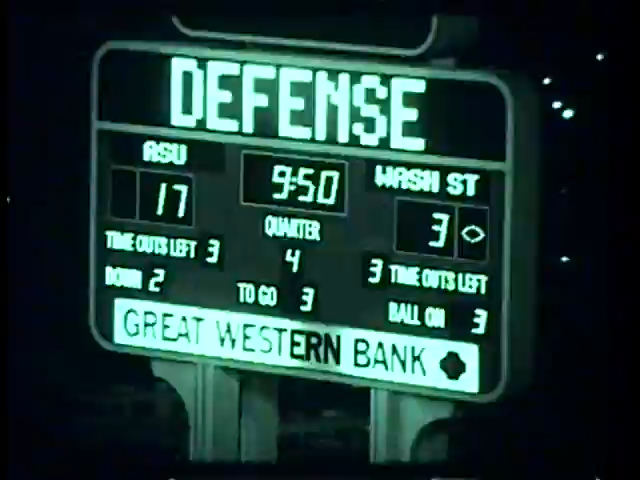 DEFENSE
ASU 9:50 WASH ST
17 3
QUARTER
TIME OUTS LEFT 3 4 3 TIME OUTS LEFT
DOWN 2 TO GO 3 BALL ON 3
GREAT WESTERN BANK